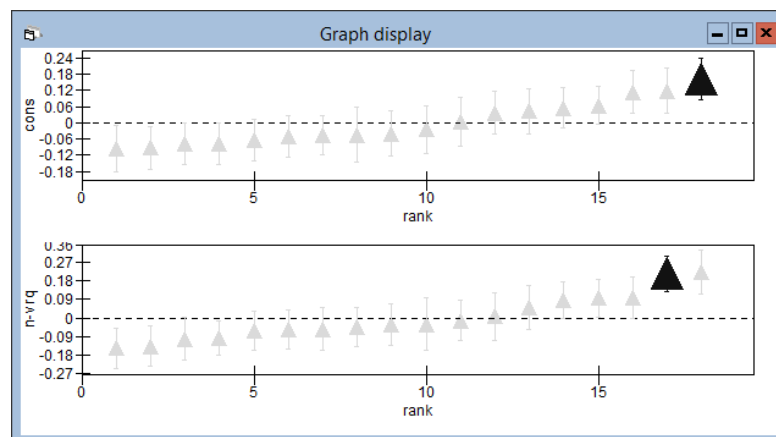 Graph display
0.24
0.18
0.12
0.06
0
-0.06
-0.12
-0.18
cons
0 5 10 15
rank
0.36
0.27
0.18
0.09
0
-0.09
-0.18
-0.27
n-vrq
0 5 10 15
rank